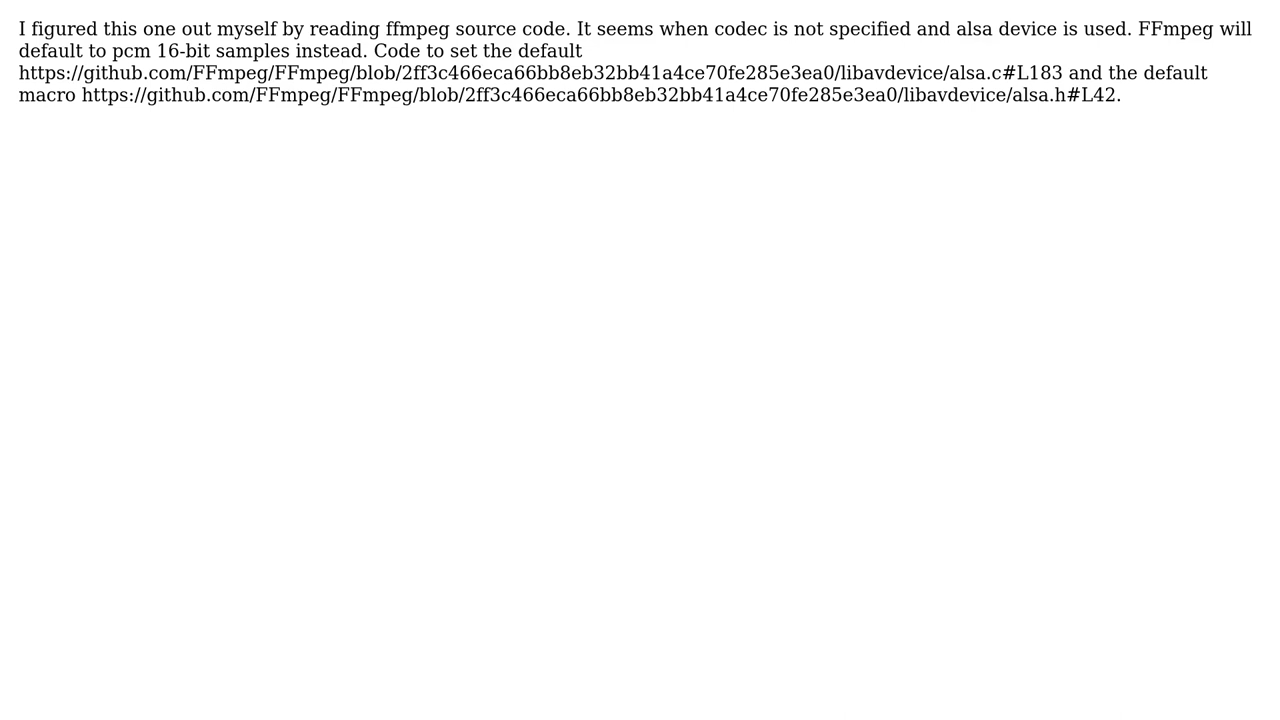 I figured this one out myself by reading ffmpeg source code. It seems when codec is not specified and alsa device is used. FFmpeg will
default to pcm 16-bit samples instead. Code to set the default
https://github.com/FFmpeg/FFmpeg/blob/2ff3c466eca66bb8eb32bb41a4ce70fe285e3ea0/libavdevice/alsa.c#L183 and the default
macro https://github.com/FFmpeg/FFmpeg/blob/2ff3c466eca66bb8eb32bb41a4ce70fe285e3ea0/libavdevice/alsa.h#L42.